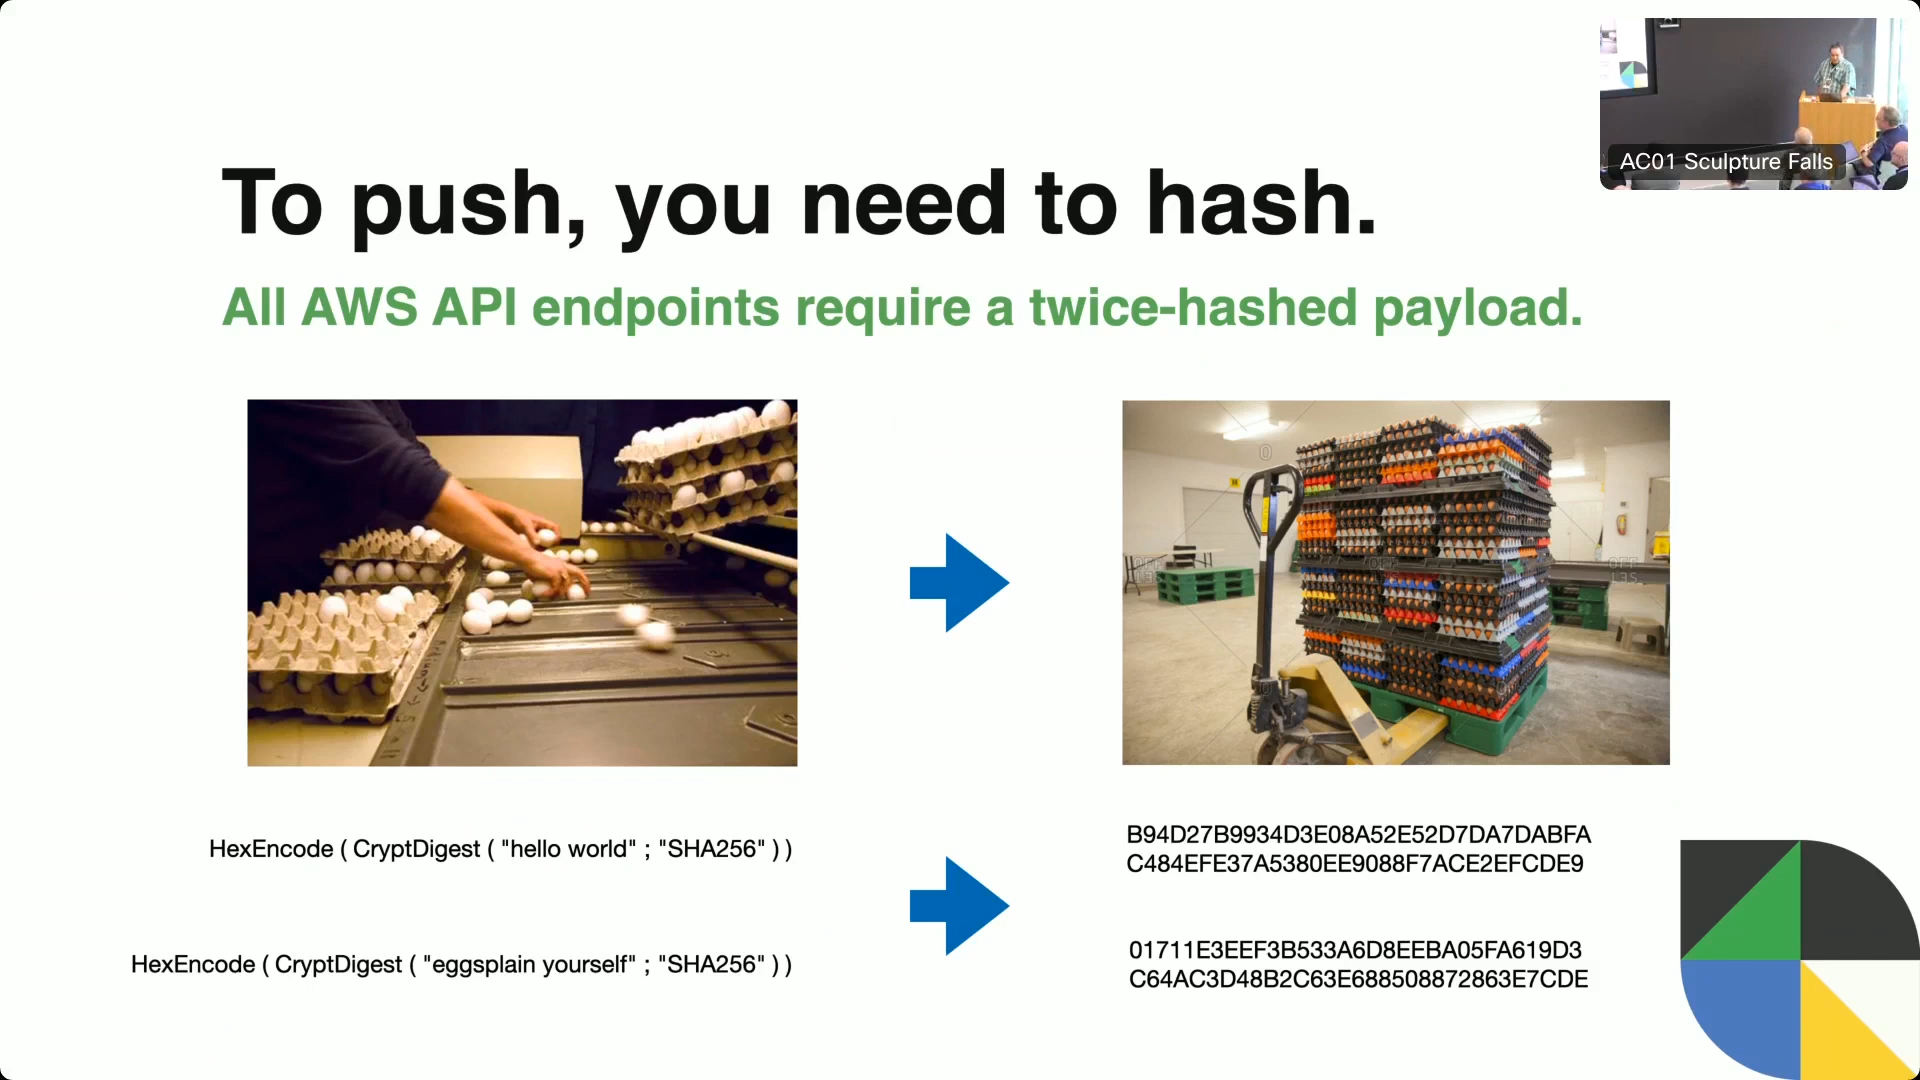 AC01 Sculpture Falls
To push, you need to hash.
All AWS API endpoints require a twice-hashed payload.
HexEncode ( CryptDigest ( "hello world" ; "SHA256" ) )
B94D27B9934D3E08A52E52D7DA7DABFA
C484EFE37A5380EE9088F7ACE2EFCDE9
HexEncode ( CryptDigest ( "eggsplain yourself" ; "SHA256" ) )
01711E3EEF3B533A6D8EEBA05FA619D3
C64AC3D48B2C63E688508872863E7CDE